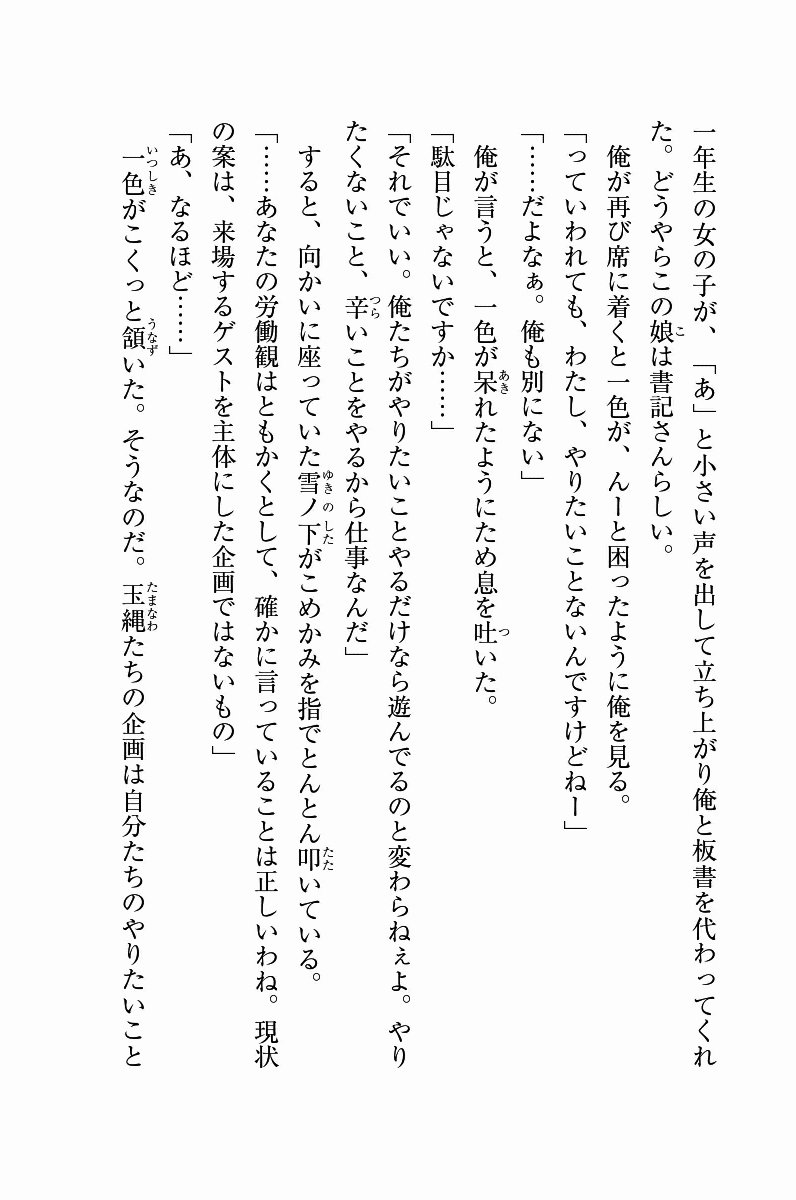 一年生の女の子が、「あ」と小さい声を出して立ち上がり俺と板書を代わってくれ
た。どうやらこの娘は書記さんらしい。
俺が再び席に着くと一色が、んーと困ったように俺を見る。
「っていわれても、わたし、やりたいことないんですけどねー」
「……だよなぁ。俺も別にない」
俺が言うと、一色が呆れたようにため息を吐いた。
「駄目じゃないですか……」
「それでいい。俺たちがやりたいことやるだけなら遊んでるのと変わらねぇよ。やり
たくないこと、辛いことをやるから仕事なんだ」
すると、向かいに座っていた雪ノ下がこめかみを指でとんとん叩いている。
「……あなたの労働観はともかくとして、確かに言っていることは正しいわね。現状
の案は、来場するゲストを主体にした企画ではないもの」
「あ、なるほど……」
一色がこくっと頷いた。そうなのだ。玉縄たちの企画は自分たちのやりたいこと